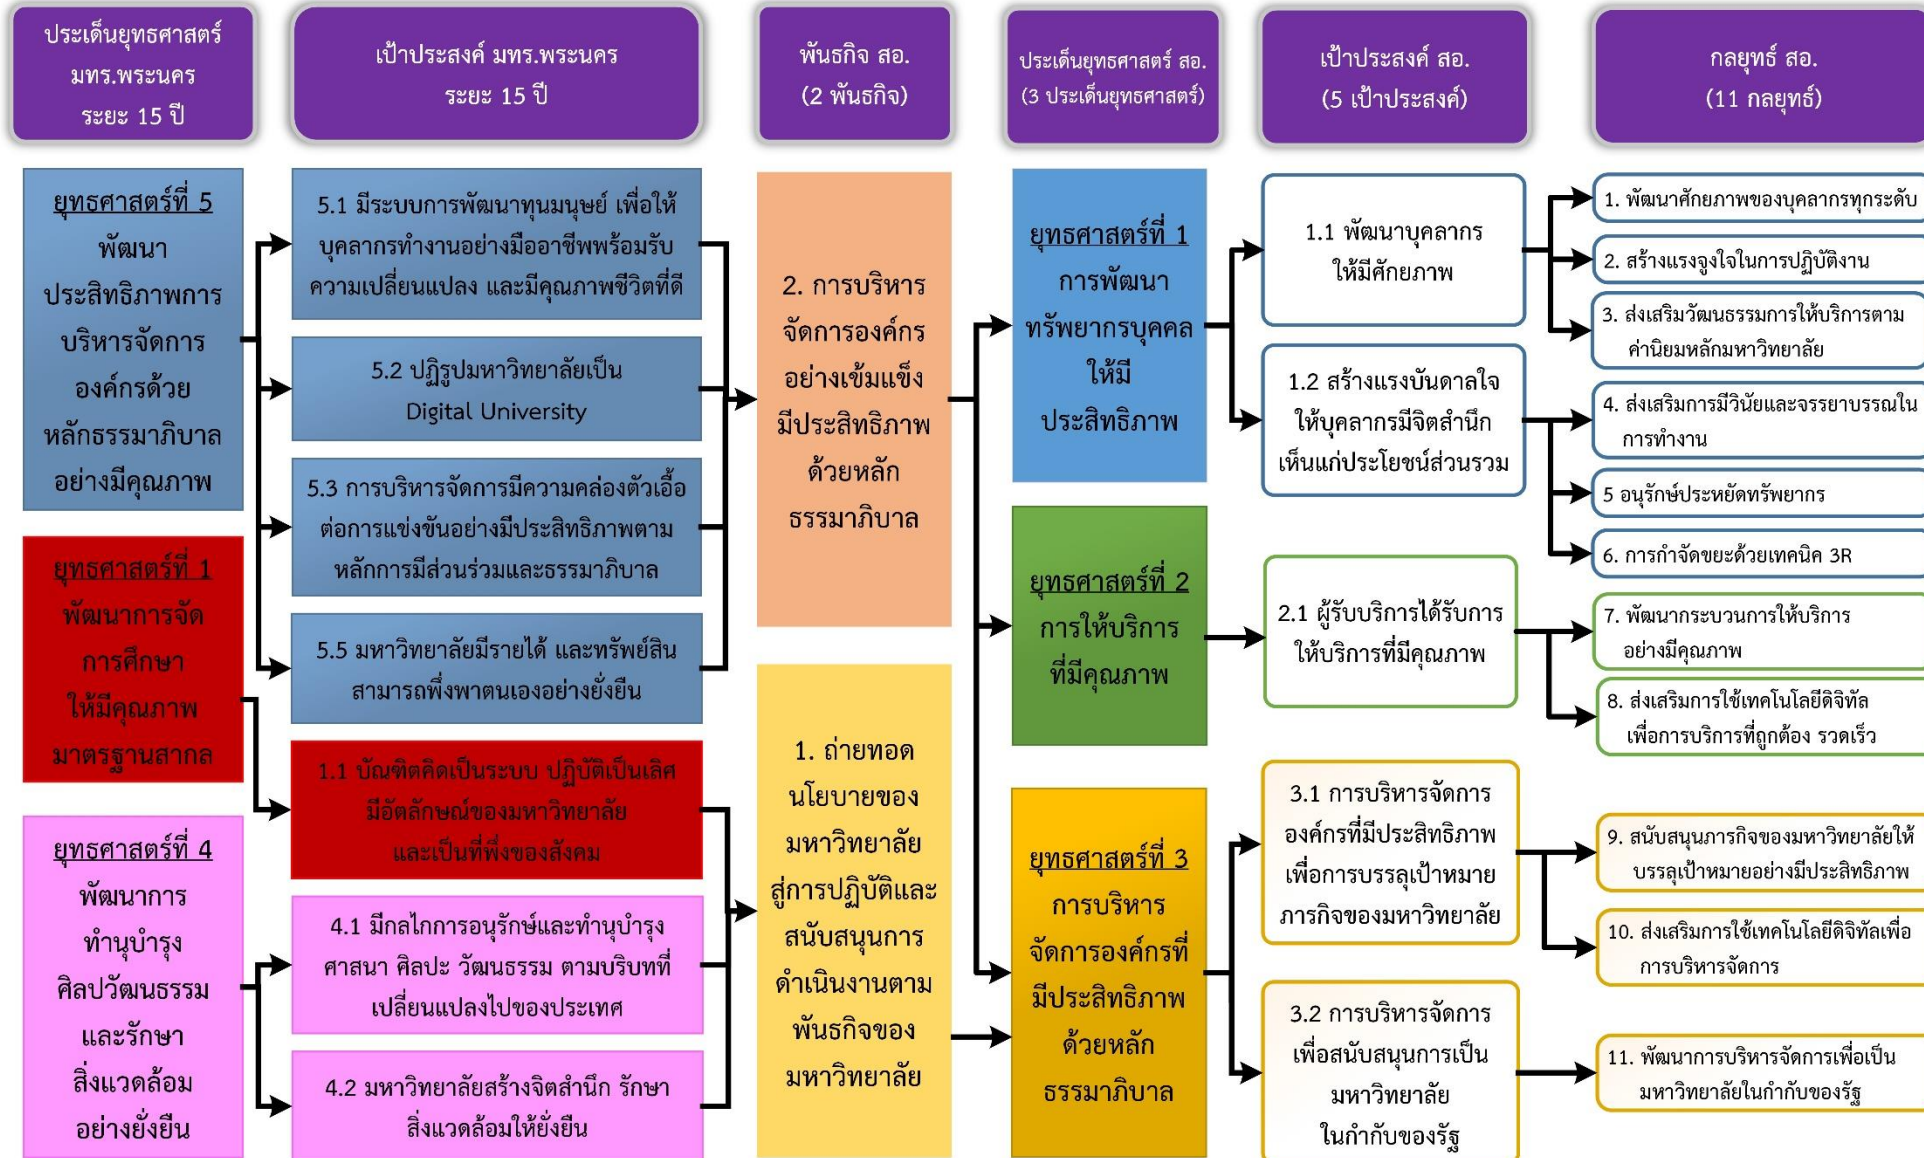 ประเด็นยุทธศาสตร์
มทร.พระนคร
ระยะ 15 ปี
เป้าประสงค์ มทร.พระนคร
ระยะ 15 ปี
พันธกิจ สอ.
(2 พันธกิจ)
ประเด็นยุทธศาสตร์ สอ.
(3 ประเด็นยุทธศาสตร์)
เป้าประสงค์ สอ.
(5 เป้าประสงค์)
กลยุทธ์ สอ.
(11 กลยุทธ์)
ยุทธศาสตร์ที่ 5
พัฒนา
ประสิทธิภาพการ
บริหารจัดการ
องค์กรด้วย
หลักธรรมาภิบาล
อย่างมีคุณภาพ
ยุทธศาสตร์ที่ 1
พัฒนาการจัด
การศึกษา
ให้มีคุณภาพ
มาตรฐานสากล
ยุทธศาสตร์ที่ 4
พัฒนาการ
ทำนุบำรุง
ศิลปวัฒนธรรม
และรักษา
สิ่งแวดล้อม
อย่างยั่งยืน
5.1 มีระบบการพัฒนาทุนมนุษย์ เพื่อให้
บุคลากรทำงานอย่างมืออาชีพพร้อมรับ
ความเปลี่ยนแปลง และมีคุณภาพชีวิตที่ดี
5.2 ปฏิรูปมหาวิทยาลัยเป็น
Digital University
5.3 การบริหารจัดการมีความคล่องตัวเอื้อ
ต่อการแข่งขันอย่างมีประสิทธิภาพตาม
หลักการมีส่วนร่วมและธรรมาภิบาล
5.5 มหาวิทยาลัยมีรายได้ และทรัพย์สิน
สามารถพึ่งพาตนเองอย่างยั่งยืน
1.1 บัณฑิตคิดเป็นระบบ ปฏิบัติเป็นเลิศ
มีอัตลักษณ์ของมหาวิทยาลัย
และเป็นที่พึ่งของสังคม
4.1 มีกลไกการอนุรักษ์และทำนุบำรุง
ศาสนา ศิลปะ วัฒนธรรม ตามบริบทที่
เปลี่ยนแปลงไปของประเทศ
4.2 มหาวิทยาลัยสร้างจิตสำนึก รักษา
สิ่งแวดล้อมให้ยั่งยืน
2. การบริหาร
จัดการองค์กร
อย่างเข้มแข็ง
มีประสิทธิภาพ
ด้วยหลัก
ธรรมาภิบาล
1. ถ่ายทอด
นโยบายของ
มหาวิทยาลัย
สู่การปฏิบัติและ
สนับสนุนการ
ดำเนินงานตาม
พันธกิจของ
มหาวิทยาลัย
ยุทธศาสตร์ที่ 1
การพัฒนา
ทรัพยากรบุคคล
ให้มี
ประสิทธิภาพ
ยุทธศาสตร์ที่ 2
การให้บริการ
ที่มีคุณภาพ
ยุทธศาสตร์ที่ 3
การบริหาร
จัดการองค์กรที่
มีประสิทธิภาพ
ด้วยหลัก
ธรรมาภิบาล
1.1 พัฒนาบุคลากร
ให้มีศักยภาพ
1.2 สร้างแรงบันดาลใจ
ให้บุคลากรมีจิตสำนึก
เห็นแก่ประโยชน์ส่วนรวม
2.1 ผู้รับบริการได้รับการ
ให้บริการที่มีคุณภาพ
3.1 การบริหารจัดการ
องค์กรที่มีประสิทธิภาพ
เพื่อการบรรลุเป้าหมาย
ภารกิจของมหาวิทยาลัย
3.2 การบริหารจัดการ
เพื่อสนับสนุนการเป็น
มหาวิทยาลัย
ในกำกับของรัฐ
1. พัฒนาศักยภาพของบุคลากรทุกระดับ
2. สร้างแรงจูงใจในการปฏิบัติงาน
3. ส่งเสริมวัฒนธรรมการให้บริการตาม
ค่านิยมหลักมหาวิทยาลัย
4. ส่งเสริมการมีวินัยและจรรยาบรรณใน
การทำงาน
5 อนุรักษ์ประหยัดทรัพยากร
6. การกำจัดขยะด้วยเทคนิค 3R
7. พัฒนากระบวนการให้บริการ
อย่างมีคุณภาพ
8. ส่งเสริมการใช้เทคโนโลยีดิจิทัล
เพื่อการบริการที่ถูกต้อง รวดเร็ว
9. สนับสนุนภารกิจของมหาวิทยาลัยให้
บรรลุเป้าหมายอย่างมีประสิทธิภาพ
10. ส่งเสริมการใช้เทคโนโลยีดิจิทัลเพื่อ
การบริหารจัดการ
11. พัฒนาการบริหารจัดการเพื่อเป็น
มหาวิทยาลัยในกำกับของรัฐ